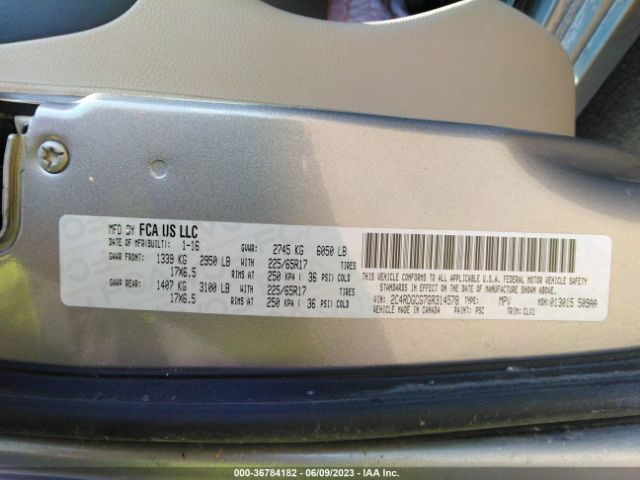 MFD BY FCA US LLC
DATE OF MFR(BUILT): 1-16 GVWR: 2745 KG 6050 LB
GAWR FRONT: 1339 KG 2950 LB WITH 225/65R17 TIRES
17X6.5 RIMS AT 250 KPA ( 36 PSI) COLD
GAWR REAR: 1407 KG 3100 LB WITH 225/65R17 TIRES
17X6.5 RIMS AT 250 KPA ( 36 PSI) COLD
THIS VEHICLE CONFORMS TO ALL APPLICABLE U.S.A. FEDERAL MOTOR VEHICLE SAFETY
STANDARDS IN EFFECT ON THE DATE OF MANUFACTURE SHOWN ABOVE.
VIN: 2C4RDGCG7GR314578 TYPE: MPV MDH: 013015 509AA
VEHICLE MADE IN CANADA PAINT: PSC TRIM: CLX1
000-36784182 - 06/09/2023 - IAA Inc.